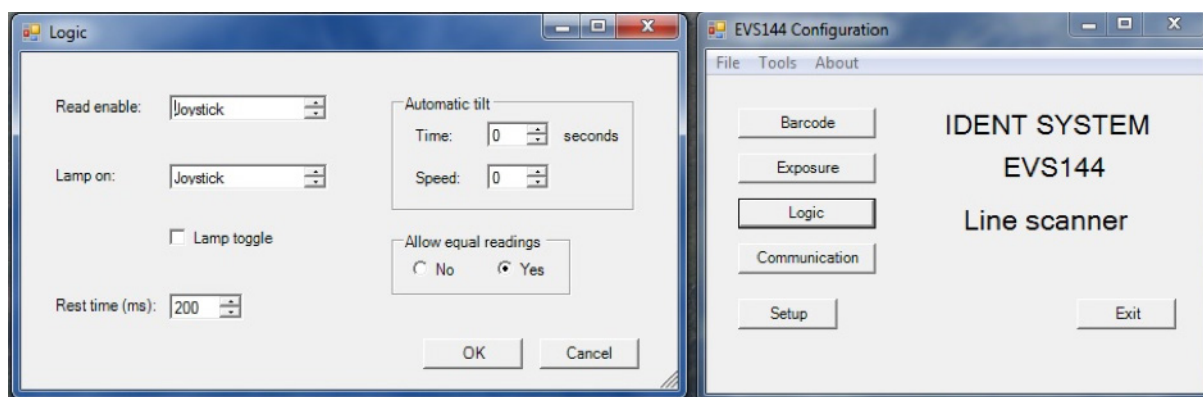 Logic
Read enable: Joystick
Lamp on: Joystick
Lamp toggle
Rest time (ms): 200
Automatic tilt
Time: 0 seconds
Speed: 0
Allow equal readings
No Yes
OK Cancel
EVS144 Configuration
File Tools About
Barcode
Exposure
Logic
Communication
Setup
IDENT SYSTEM
EVS144
Line scanner
Exit